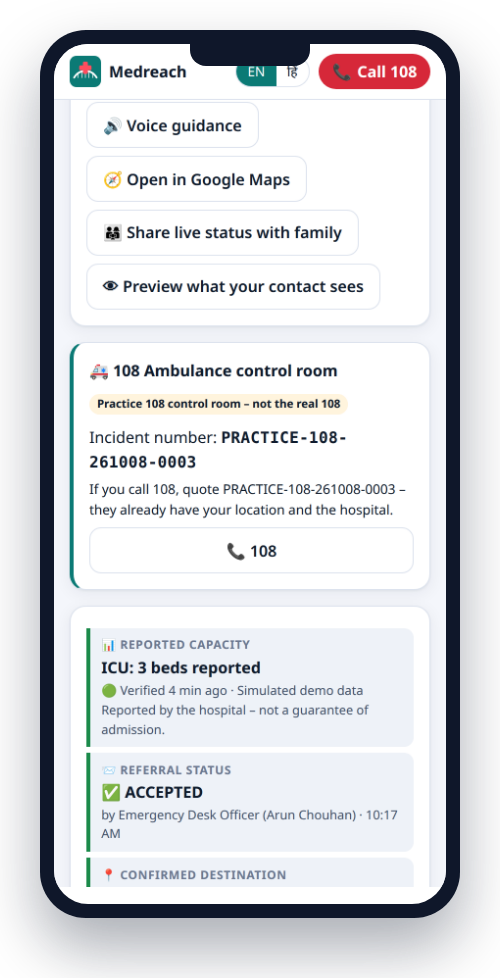 Medreach
EN
हिं
Call 108
Voice guidance
Open in Google Maps
Share live status with family
Preview what your contact sees
108 Ambulance control room
Practice 108 control room – not the real 108
Incident number: PRACTICE-108-
261008-0003
If you call 108, quote PRACTICE-108-261008-0003 –
they already have your location and the hospital.
108
REPORTED CAPACITY
ICU: 3 beds reported
Verified 4 min ago · Simulated demo data
Reported by the hospital – not a guarantee of
admission.
REFERRAL STATUS
ACCEPTED
by Emergency Desk Officer (Arun Chouhan) · 10:17
AM
CONFIRMED DESTINATION